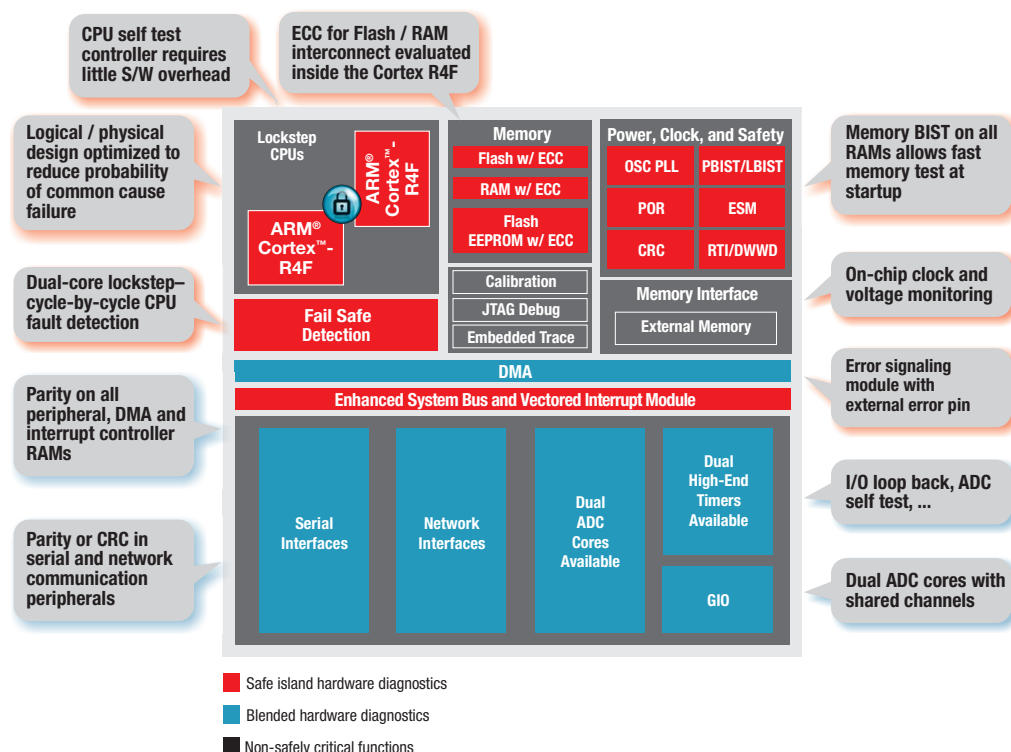 CPU self test
controller requires
little S/W overhead
ECC for Flash / RAM
interconnect evaluated
inside the Cortex R4F
Logical / physical
design optimized to
reduce probability
of common cause
failure
Dual-core lockstep–
cycle-by-cycle CPU
fault detection
Parity on all
peripheral, DMA and
interrupt controller
RAMs
Parity or CRC in
serial and network
communication
peripherals
Lockstep
CPUs
ARM®
Cortex™-
R4F
ARM®
Cortex™-
R4F
Fail Safe
Detection
Memory
Flash w/ ECC
RAM w/ ECC
Flash
EEPROM w/ ECC
Calibration
JTAG Debug
Embedded Trace
Power, Clock, and Safety
OSC PLL
PBIST/LBIST
POR
ESM
CRC
RTI/DWWD
Memory Interface
External Memory
DMA
Enhanced System Bus and Vectored Interrupt Module
Serial
Interfaces
Network
Interfaces
Dual
ADC
Cores
Available
Dual
High-End
Timers
Available
GIO
Memory BIST on all
RAMs allows fast
memory test at
startup
On-chip clock and
voltage monitoring
Error signaling
module with
external error pin
I/O loop back, ADC
self test, ...
Dual ADC cores with
shared channels
Safe island hardware diagnostics
Blended hardware diagnostics
Non-safely critical functions